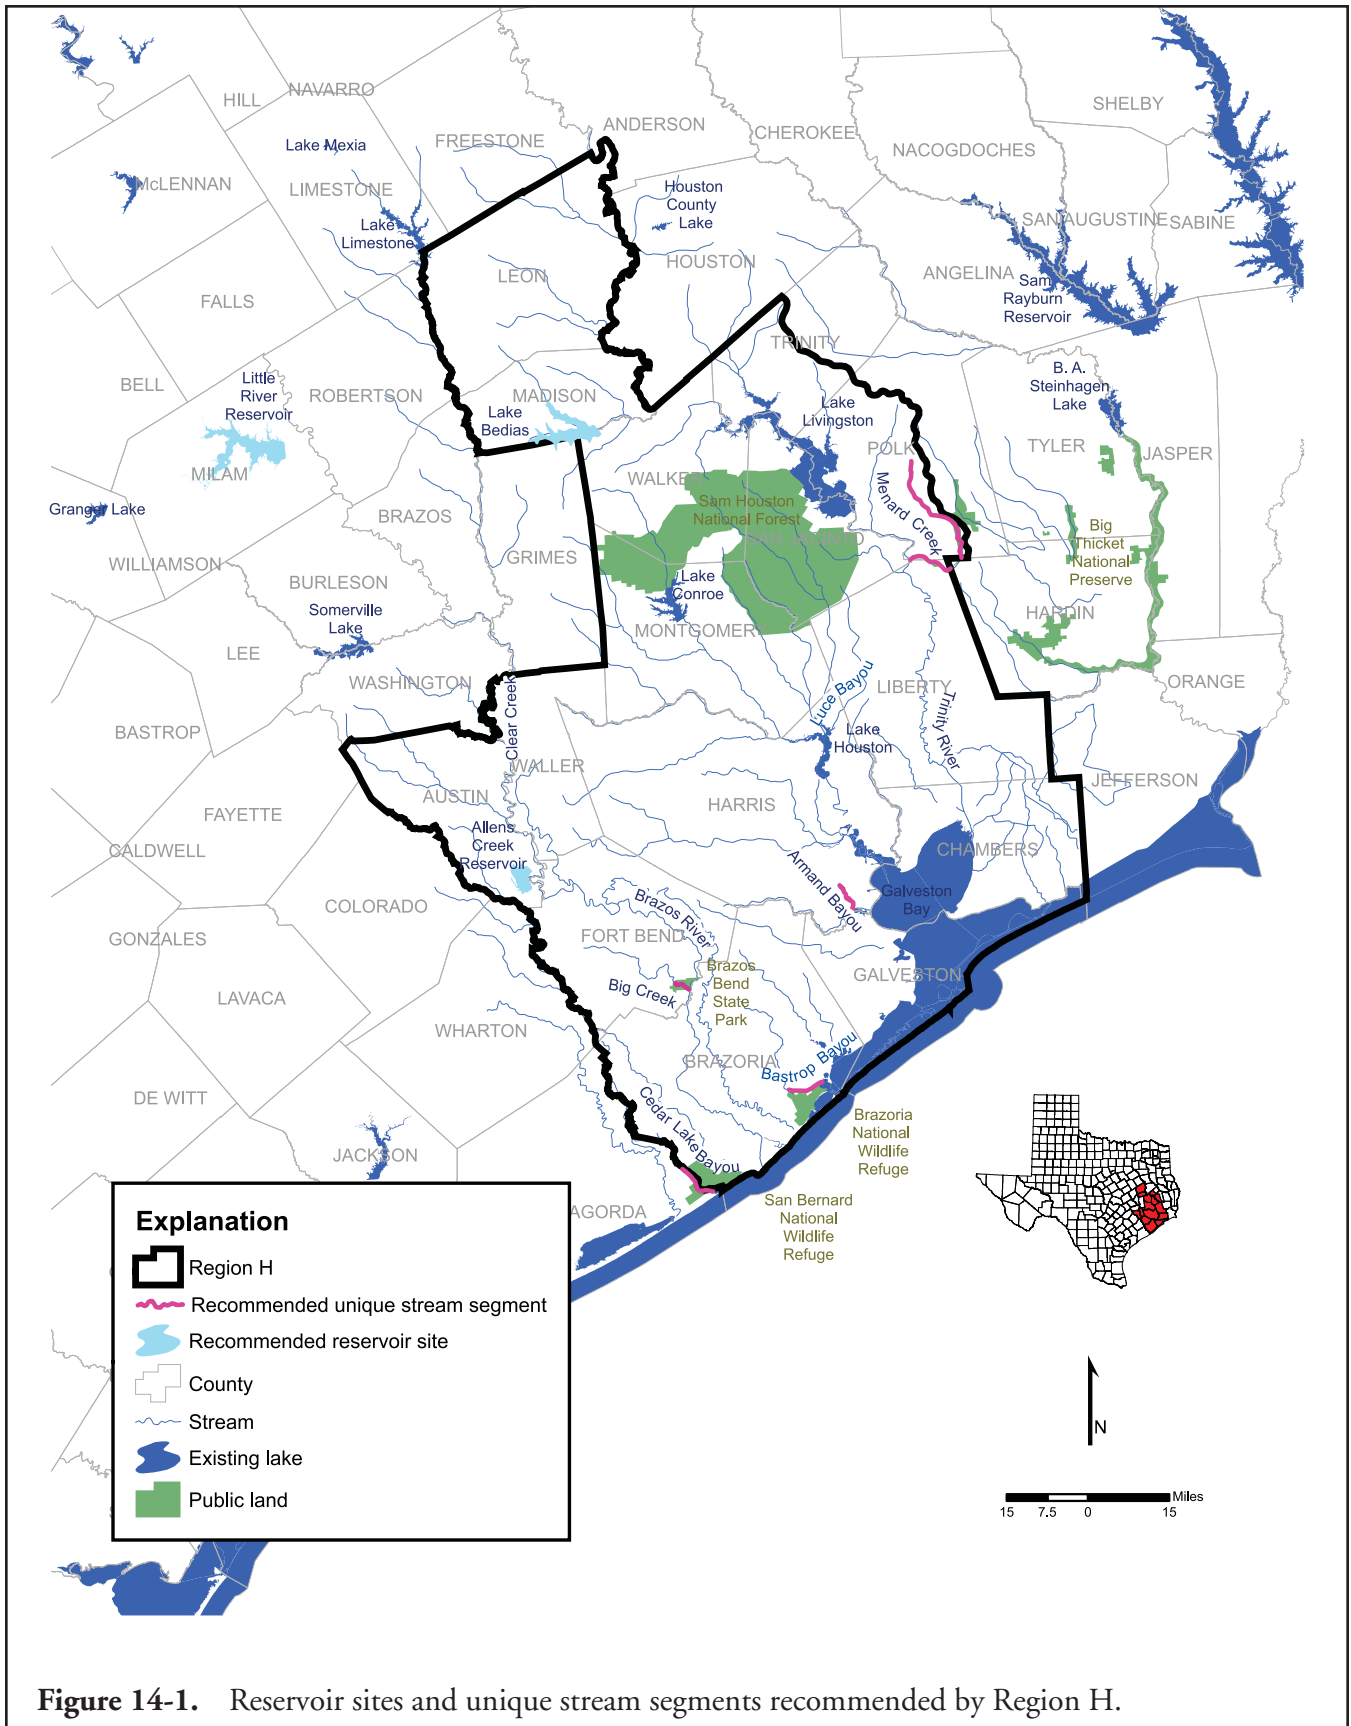 HILL
NAVARRO
FREESTONE
ANDERSON
CHEROKEE
NACOGDOCHES
SHELBY
Lake Mexia
McLENNAN
LIMESTONE
Houston
County
Lake
SAN AUGUSTINE
SABINE
Lake
Limestone
LEON
HOUSTON
ANGELINA
Sam
Rayburn
Reservoir
FALLS
TRINITY
BELL
Little
River
Reservoir
ROBERTSON
MADISON
Lake
Bedias
Lake
Livingston
B. A.
Steinhagen
Lake
POLK
TYLER
JASPER
MILAM
WALKER
Sam Houston
National Forest
SAN JACINTO
Menard Creek
Granger Lake
BRAZOS
Big
Thicket
National
Preserve
WILLIAMSON
GRIMES
BURLESON
Lake
Conroe
Somerville
Lake
HARDIN
MONTGOMERY
LEE
WASHINGTON
Clear Creek
Luce Bayou
LIBERTY
Trinity River
ORANGE
BASTROP
Lake
Houston
WALLER
JEFFERSON
AUSTIN
HARRIS
FAYETTE
Allens
Creek
Reservoir
CALDWELL
CHAMBERS
Armand Bayou
Galveston
Bay
COLORADO
Brazos River
GONZALES
FORT BEND
Brazos
Bend
State
Park
GALVESTON
LAVACA
Big Creek
WHARTON
BRAZORIA
Bastrop Bayou
DE WITT
Cedar Lake Bayou
Brazoria
National
Wildlife
Refuge
JACKSON
San Bernard
National
Wildlife
Refuge
AGORDA
Explanation
Region H
Recommended unique stream segment
Recommended reservoir site
County
Stream
Existing lake
Public land
N
Miles
15 7.5 0 15
Figure 14-1. Reservoir sites and unique stream segments recommended by Region H.